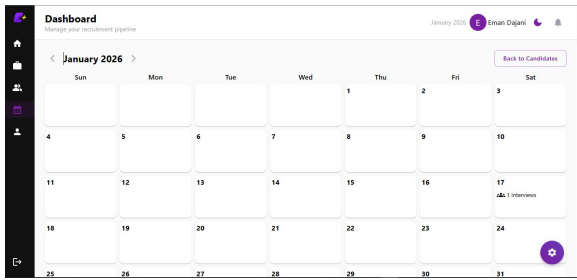 Dashboard
Manage your recruitment pipeline
January 2026 E Eman Dajani
January 2026
Back to Candidates
Sun Mon Tue Wed Thu Fri Sat
1 2 3
4 5 6 7 8 9 10
11 12 13 14 15 16 17
1 Interviews
18 19 20 21 22 23 24
25 26 27 28 29 30 31